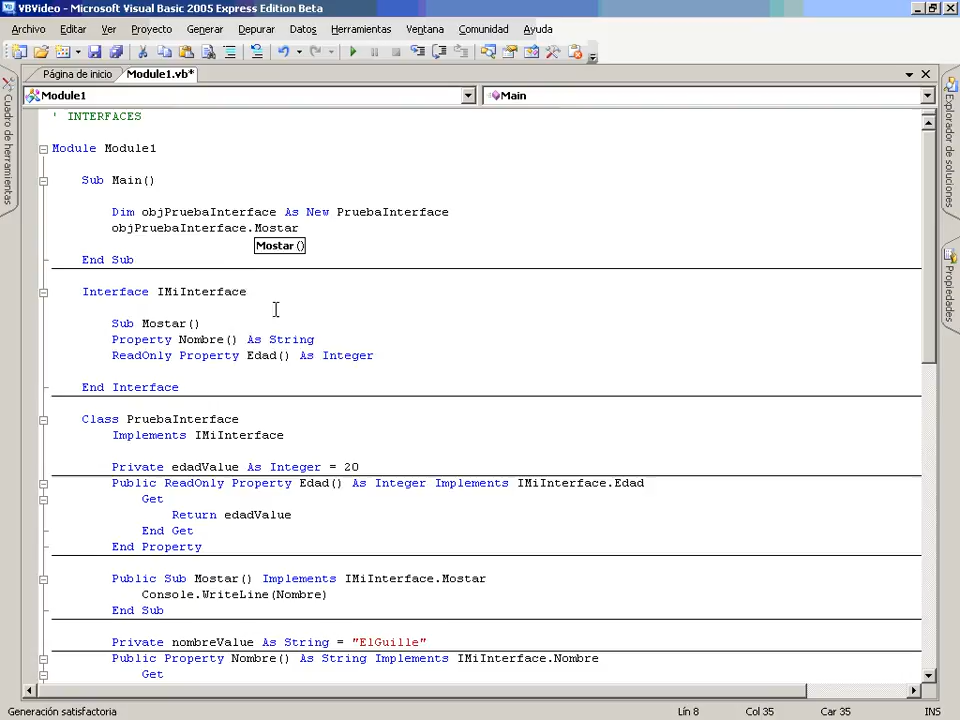 VBVideo - Microsoft Visual Basic 2005 Express Edition Beta
Archivo Editar Ver Proyecto Generar Depurar Datos Herramientas Ventana Comunidad Ayuda
Página de inicio Module1.vb*
Module1 Main
Cuadro de herramientas
Explorador de soluciones
Propiedades
' INTERFACES
Module Module1
Sub Main()
Dim objPruebaInterface As New PruebaInterface
objPruebaInterface.Mostar
Mostar ()
End Sub
Interface IMiInterface
Sub Mostar()
Property Nombre() As String
ReadOnly Property Edad() As Integer
End Interface
Class PruebaInterface
Implements IMiInterface
Private edadValue As Integer = 20
Public ReadOnly Property Edad() As Integer Implements IMiInterface.Edad
Get
Return edadValue
End Get
End Property
Public Sub Mostar() Implements IMiInterface.Mostar
Console.WriteLine(Nombre)
End Sub
Private nombreValue As String = "ElGuille"
Public Property Nombre() As String Implements IMiInterface.Nombre
Get
Generación satisfactoria Lín 8 Col 35 Car 35 INS